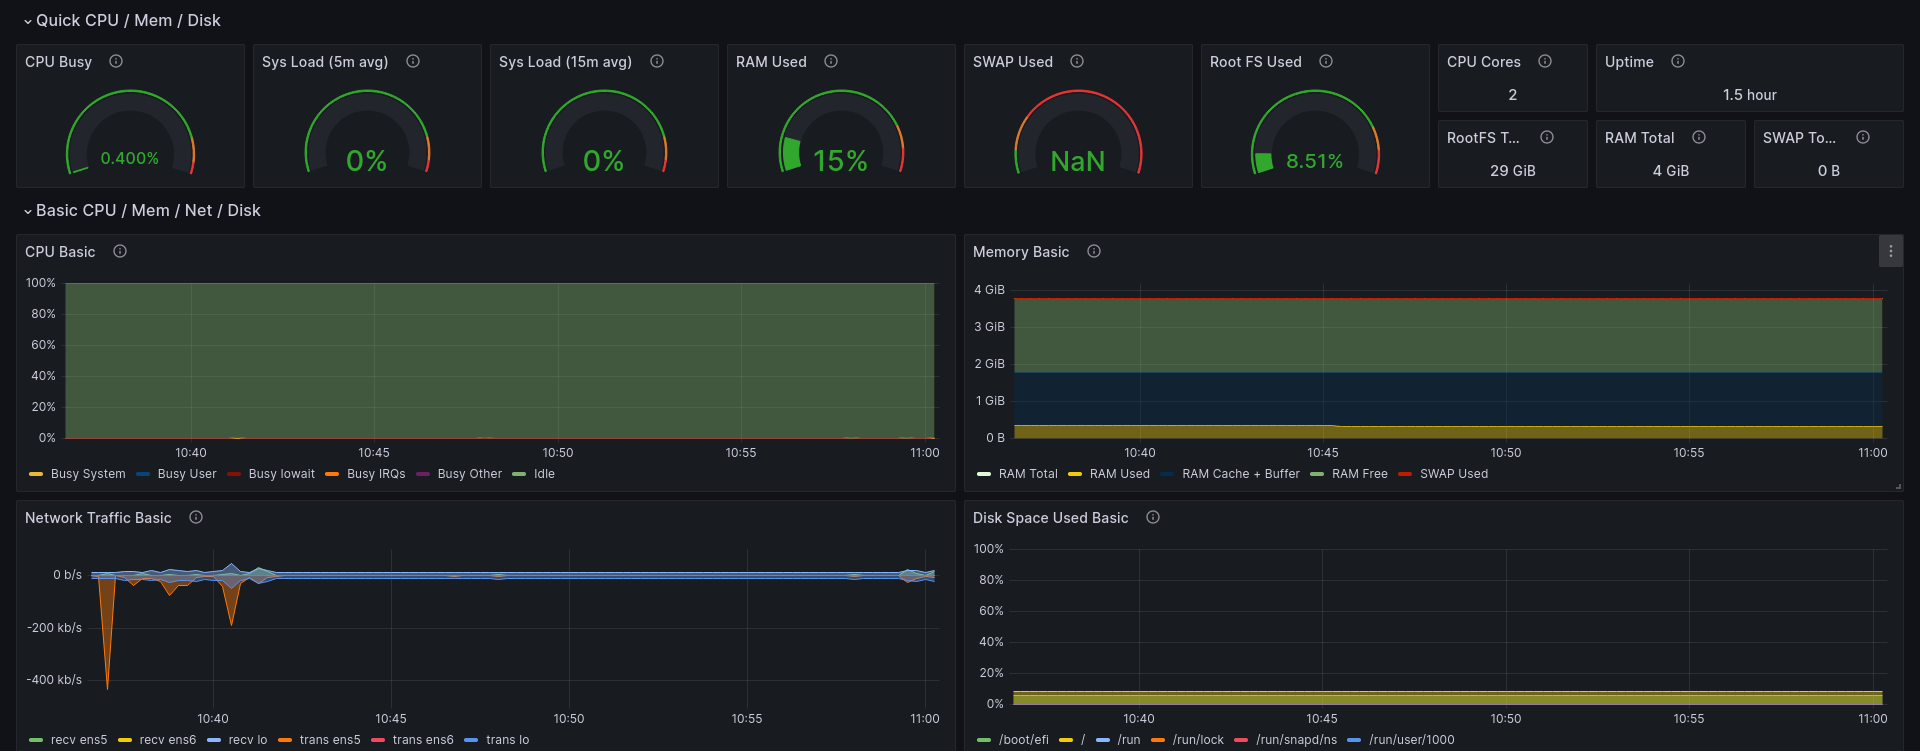 Quick CPU / Mem / Disk
CPU Busy
0.400%
Sys Load (5m avg)
0%
Sys Load (15m avg)
0%
RAM Used
15%
SWAP Used
NaN
Root FS Used
8.51%
CPU Cores
2
Uptime
1.5 hour
RootFS T...
29 GiB
RAM Total
4 GiB
SWAP To...
0 B
Basic CPU / Mem / Net / Disk
CPU Basic
100%
80%
60%
40%
20%
0%
10:40 10:45 10:50 10:55 11:00
Busy System Busy User Busy Iowait Busy IRQs Busy Other Idle
Memory Basic
4 GiB
3 GiB
2 GiB
1 GiB
0 B
10:40 10:45 10:50 10:55 11:00
RAM Total RAM Used RAM Cache + Buffer RAM Free SWAP Used
Network Traffic Basic
0 b/s
-200 kb/s
-400 kb/s
10:40 10:45 10:50 10:55 11:00
recv ens5 recv ens6 recv lo trans ens5 trans ens6 trans lo
Disk Space Used Basic
100%
80%
60%
40%
20%
0%
10:40 10:45 10:50 10:55 11:00
/boot/efi / /run /run/lock /run/snapd/ns /run/user/1000